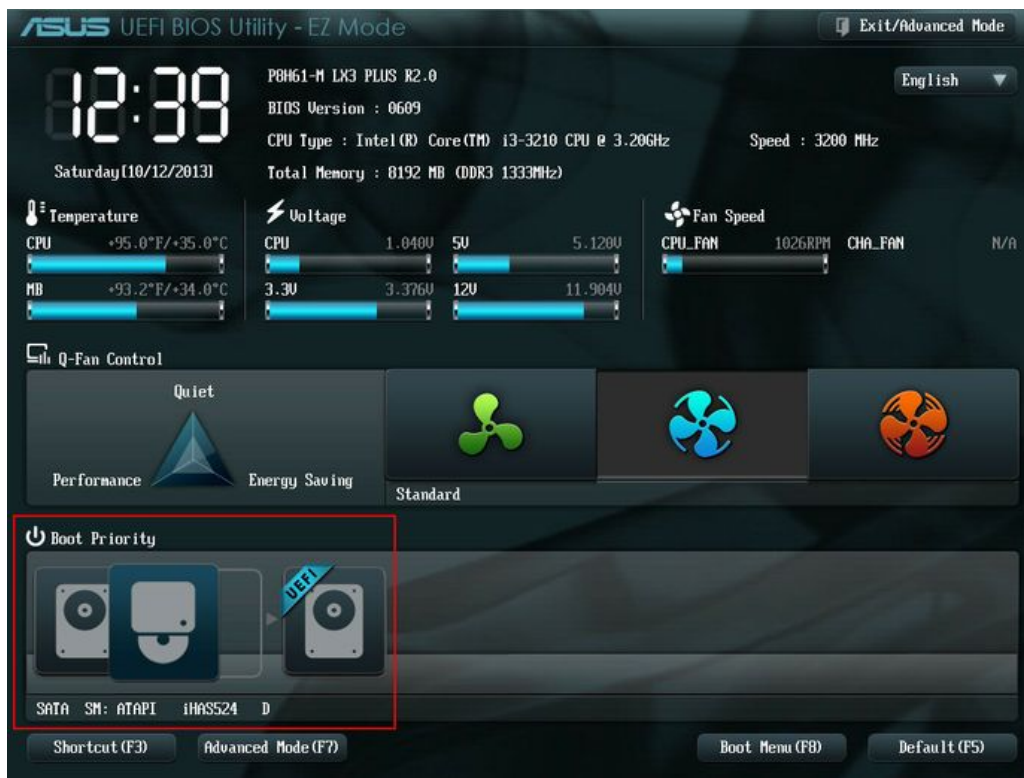 ASUS UEFI BIOS Utility - EZ Mode
Exit/Advanced Mode
12:39
Saturday[10/12/2013]
P8H61-M LX3 PLUS R2.0
BIOS Version : 0609
CPU Type : Intel(R) Core(TM) i3-3210 CPU @ 3.20GHz Speed : 3200 MHz
Total Memory : 8192 MB (DDR3 1333MHz)
English
Temperature
CPU +95.0°F/+35.0°C
MB +93.2°F/+34.0°C
Voltage
CPU 1.040V 5V 5.120V
3.3V 3.376V 12V 11.904V
Fan Speed
CPU_FAN 1026RPM CHA_FAN N/A
Q-Fan Control
Quiet
Performance Energy Saving
Standard
Boot Priority
UEFI
SATA SM: ATAPI iHAS524 D
Shortcut(F3) Advanced Mode(F7) Boot Menu(F8) Default(F5)